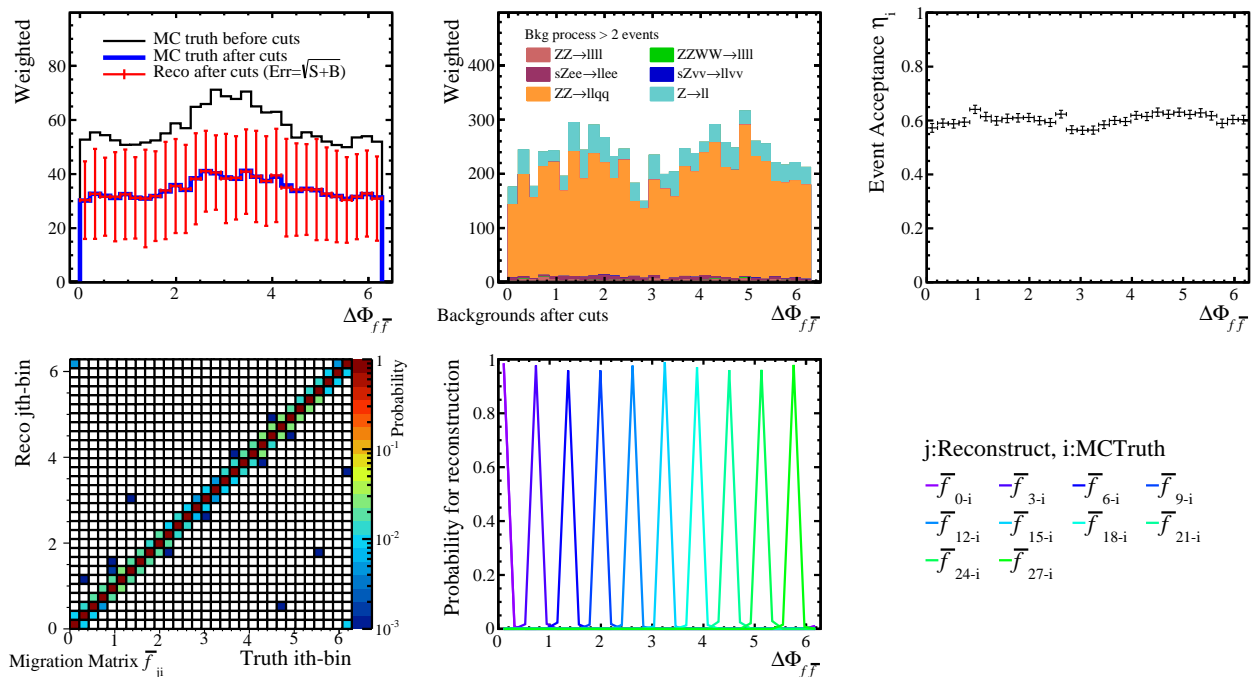 Weighted
80
60
40
20
0
MC truth before cuts
MC truth after cuts
Reco after cuts (Err=√S+B)
0 2 4 6
ΔΦ_{f f̅}
Weighted
400
300
200
100
0
Bkg process > 2 events
ZZ→llll ZZWW→llll
sZee→llee sZvv→llvv
ZZ→llqq Z→ll
0 1 2 3 4 5 6
Backgrounds after cuts
ΔΦ_{f f̅}
Event Acceptance η_i
1
0.8
0.6
0.4
0.2
0
0 1 2 3 4 5 6
ΔΦ_{f f̅}
Reco jth-bin
6
4
2
0
0 1 2 3 4 5 6
Migration Matrix f̅_{ji}
Truth ith-bin
1
10^{-1}
10^{-2}
10^{-3}
Probability
Probability for reconstruction
1
0.8
0.6
0.4
0.2
0
0 1 2 3 4 5 6
ΔΦ_{f f̅}
j:Reconstruct, i:MCTruth
f̅_{0-i} f̅_{3-i} f̅_{6-i} f̅_{9-i}
f̅_{12-i} f̅_{15-i} f̅_{18-i} f̅_{21-i}
f̅_{24-i} f̅_{27-i}